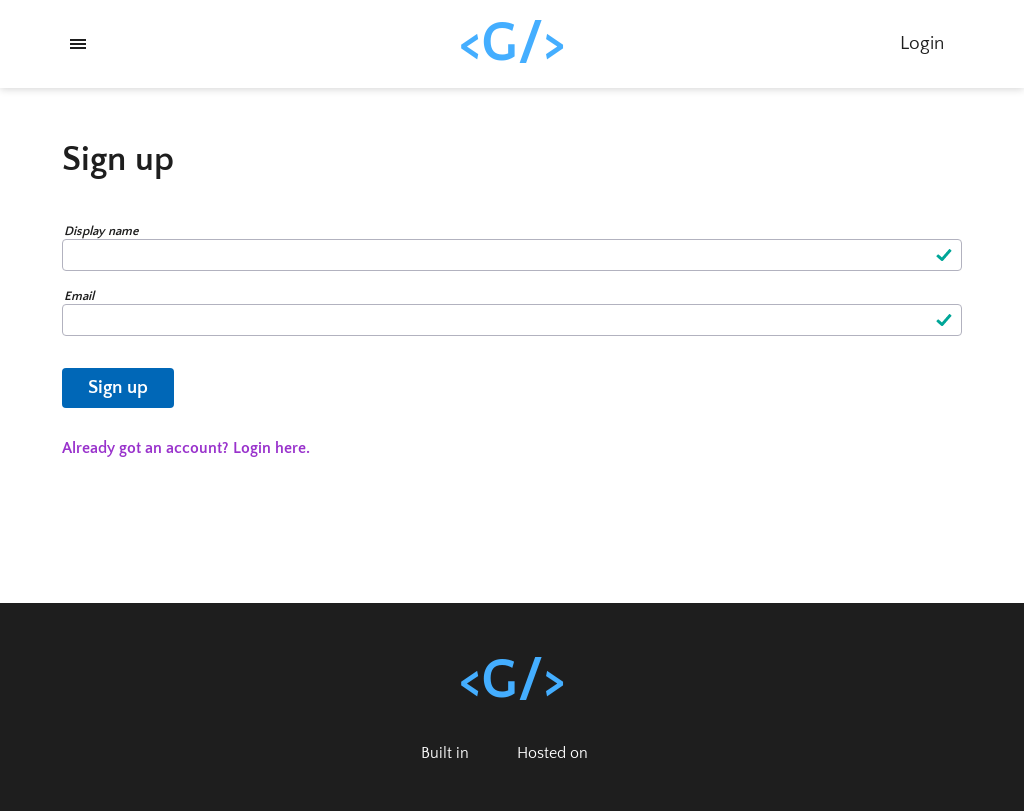 <G/>
Login
Sign up
Display name
Email
Sign up
Already got an account? Login here.
<G/>
Built in
Hosted on